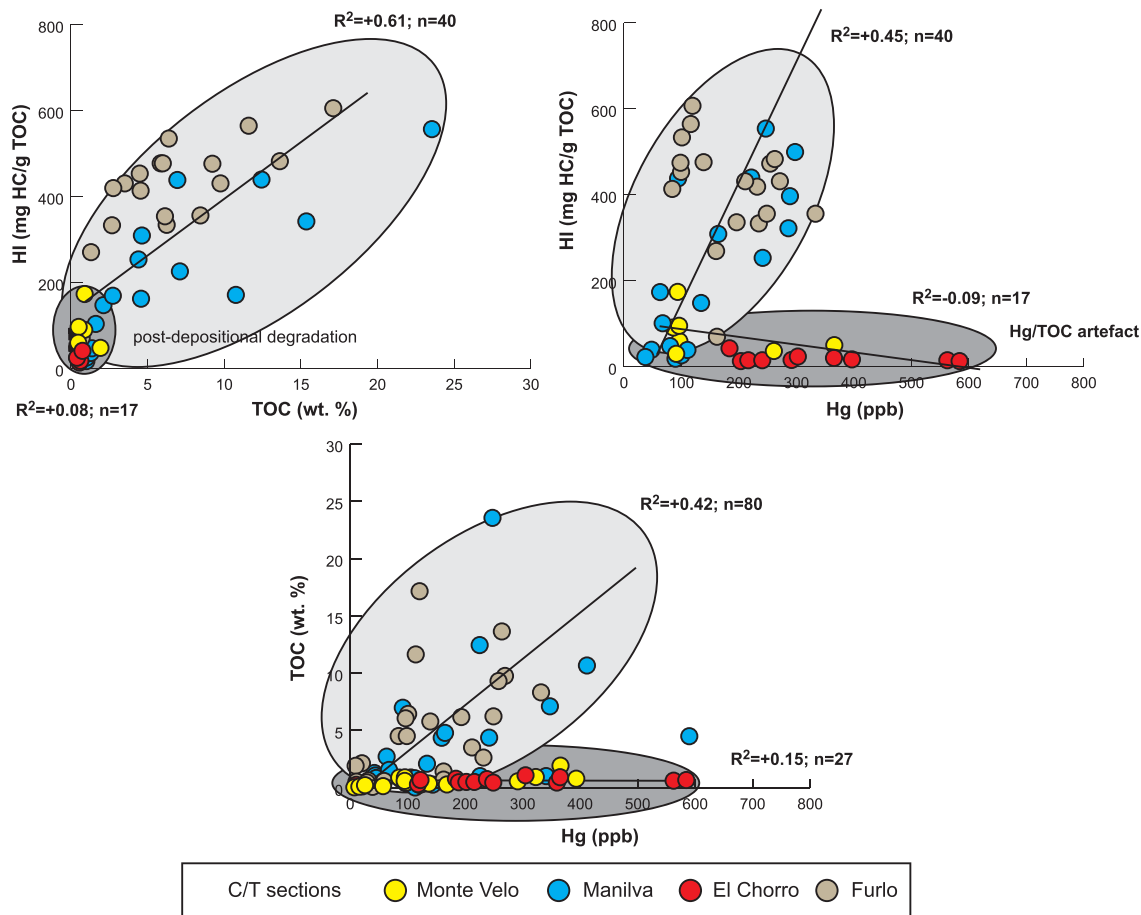 R2=+0.61; n=40
800
600
400
200
0
HI (mg HC/g TOC)
post-depositional degradation
0 5 10 15 20 25 30
R2=+0.08; n=17
TOC (wt. %)
R2=+0.45; n=40
800
600
400
200
0
HI (mg HC/g TOC)
R2=-0.09; n=17
Hg/TOC artefact
0 100 200 300 400 500 600 700 800
Hg (ppb)
30
25
20
15
10
5
0
TOC (wt. %)
R2=+0.42; n=80
R2=+0.15; n=27
0 100 200 300 400 500 600 700 800
Hg (ppb)
C/T sections Monte Velo Manilva El Chorro Furlo